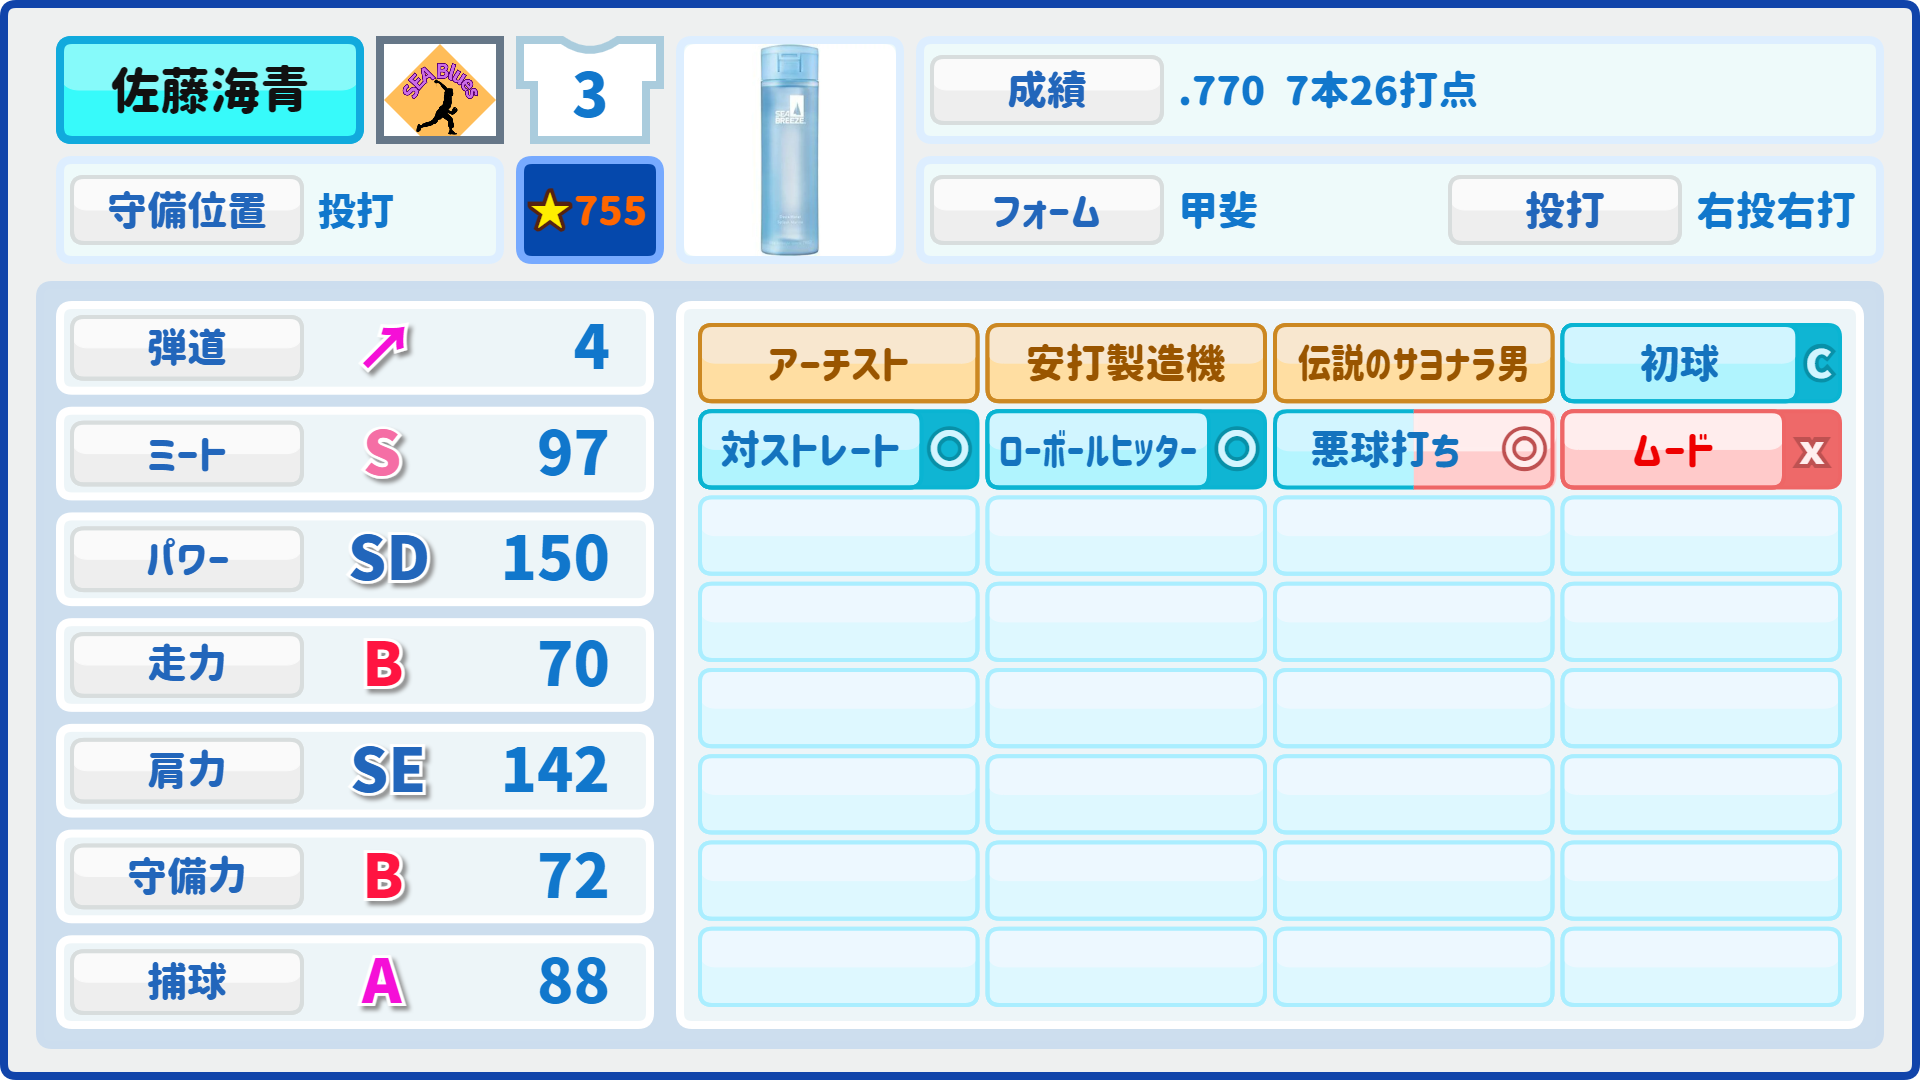 佐藤海青
SEA Blues
3
SEA
BREEZE
成績 .770 7本26打点
守備位置 投打
★755
フォーム 甲斐
投打 右投右打
弾道 ↗ 4
ミート S 97
パワー SD 150
走力 B 70
肩力 SE 142
守備力 B 72
捕球 A 88
アーチスト 安打製造機 伝説のサヨナラ男 初球 C
対ストレート ○ ローボールヒッター ○ 悪球打ち ◎ ムード x